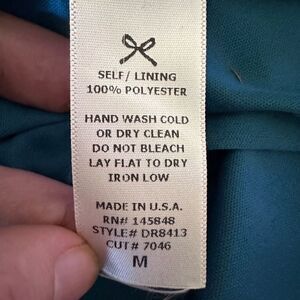 SELF/ LINING
100% POLYESTER
HAND WASH COLD
OR DRY CLEAN
DO NOT BLEACH
LAY FLAT TO DRY
IRON LOW
MADE IN U.S.A.
RN# 145848
STYLE# DR8413
CUT# 7046
M